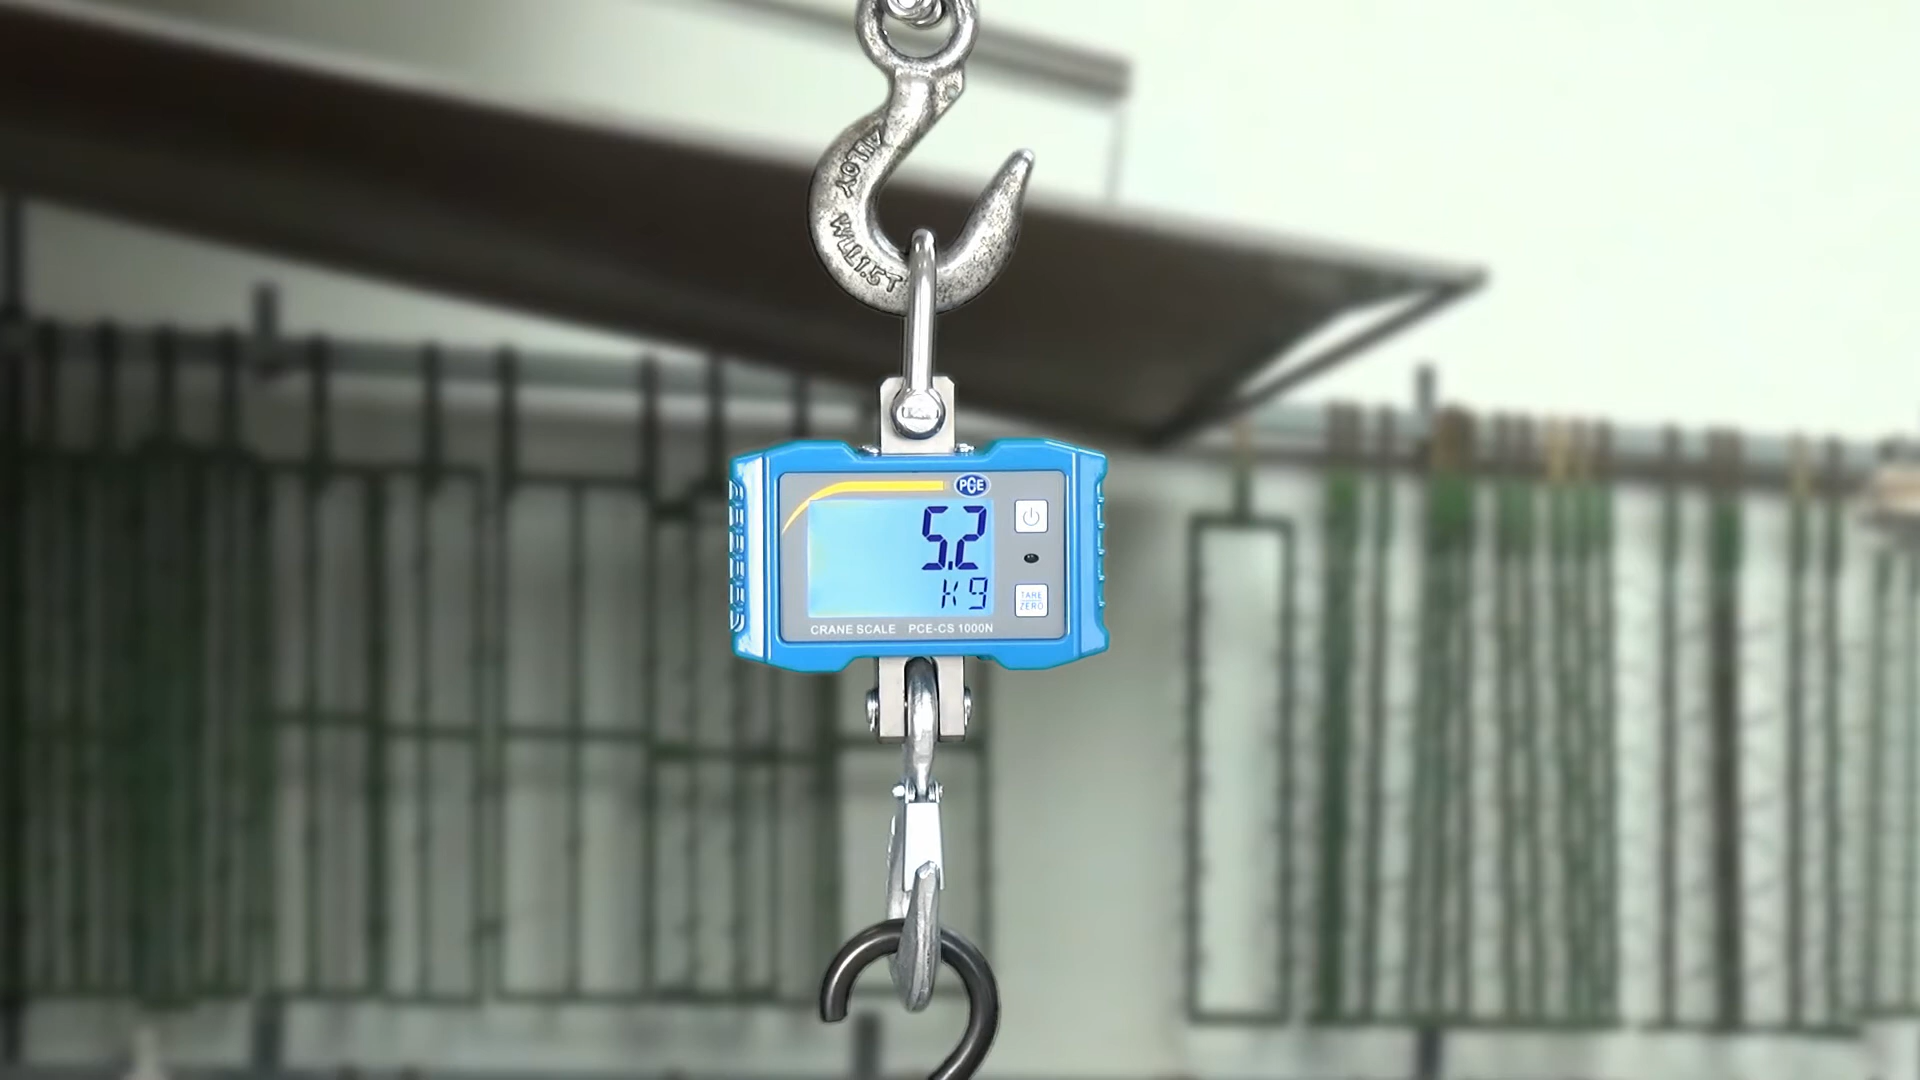 ALLOY
WLL1.5T
PCE
5.2
kg
TARE
ZERO
CRANE SCALE PCE-CS 1000N